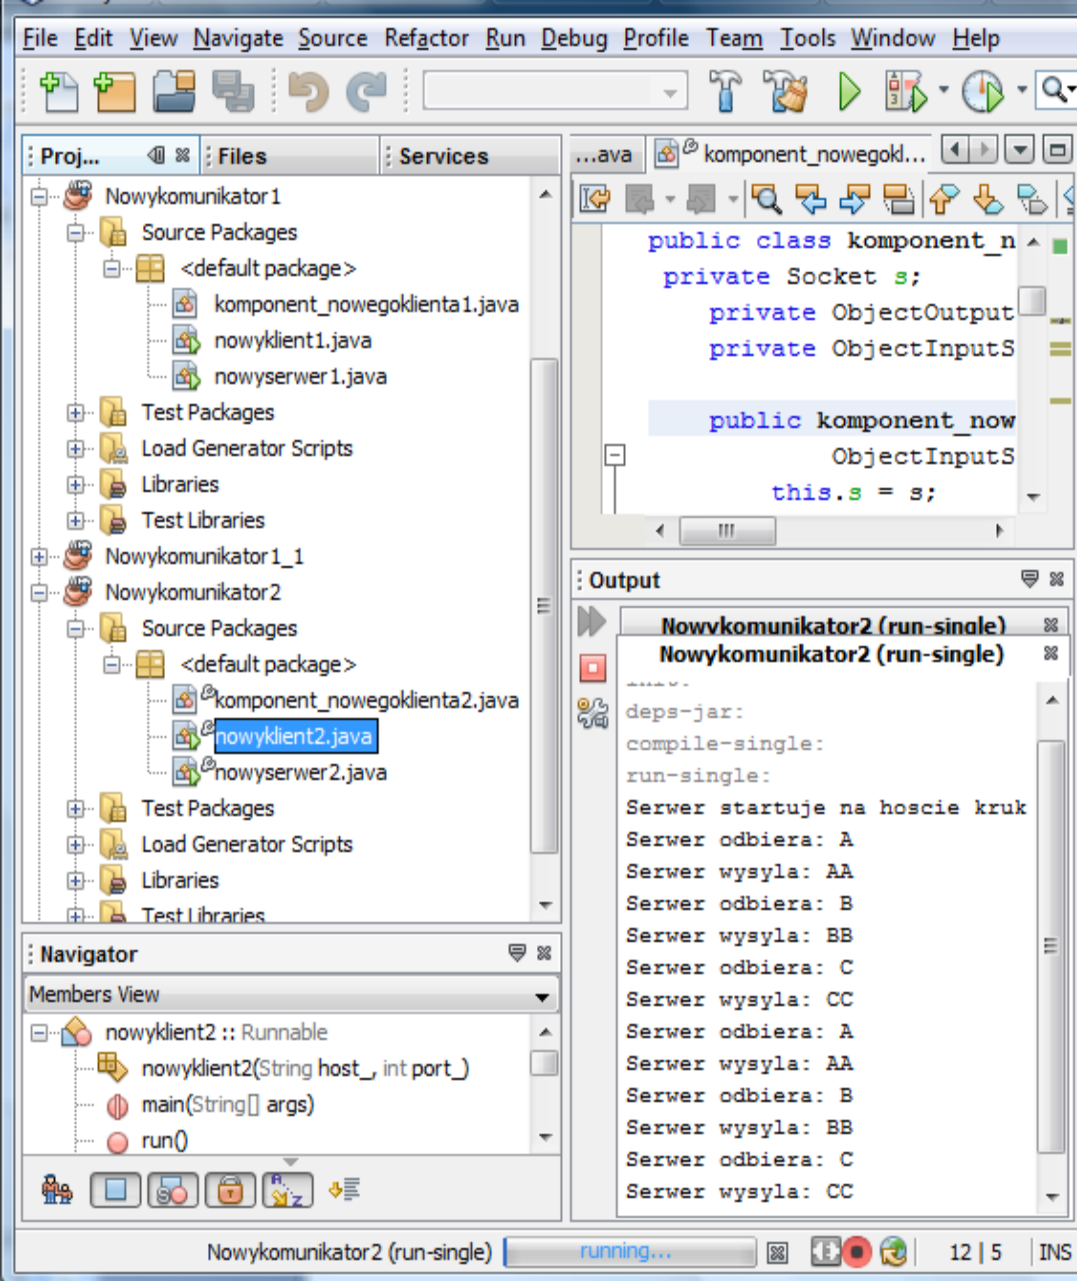 File Edit View Navigate Source Refactor Run Debug Profile Team Tools Window Help
Proj... Files Services
Nowykomunikator1
Source Packages
<default package>
komponent_nowegoklienta1.java
nowyklient1.java
nowyserwer1.java
Test Packages
Load Generator Scripts
Libraries
Test Libraries
Nowykomunikator1_1
Nowykomunikator2
Source Packages
<default package>
komponent_nowegoklienta2.java
nowyklient2.java
nowyserwer2.java
Test Packages
Load Generator Scripts
Libraries
Test Libraries
Navigator
Members View
nowyklient2 :: Runnable
nowyklient2(String host_, int port_)
main(String[] args)
run()
...ava komponent_nowegokl...
public class komponent_n
private Socket s;
private ObjectOutput
private ObjectInputS
public komponent_now
ObjectInputS
this.s = s;
Output
Nowykomunikator2 (run-single)
Nowykomunikator2 (run-single)
deps-jar:
compile-single:
run-single:
Serwer startuje na hoscie kruk
Serwer odbiera: A
Serwer wysyla: AA
Serwer odbiera: B
Serwer wysyla: BB
Serwer odbiera: C
Serwer wysyla: CC
Serwer odbiera: A
Serwer wysyla: AA
Serwer odbiera: B
Serwer wysyla: BB
Serwer odbiera: C
Serwer wysyla: CC
Nowykomunikator2 (run-single) running... 12 | 5 INS